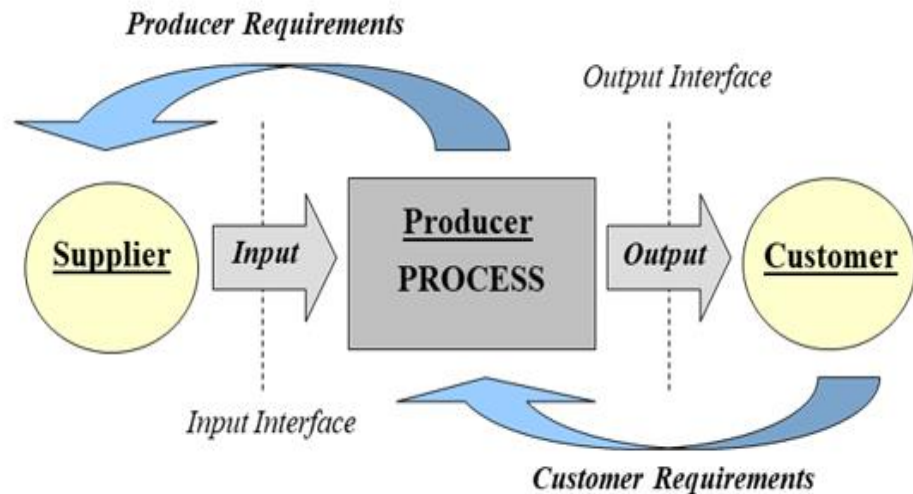 Producer Requirements
Output Interface
Supplier
Input
Producer
PROCESS
Output
Customer
Input Interface
Customer Requirements